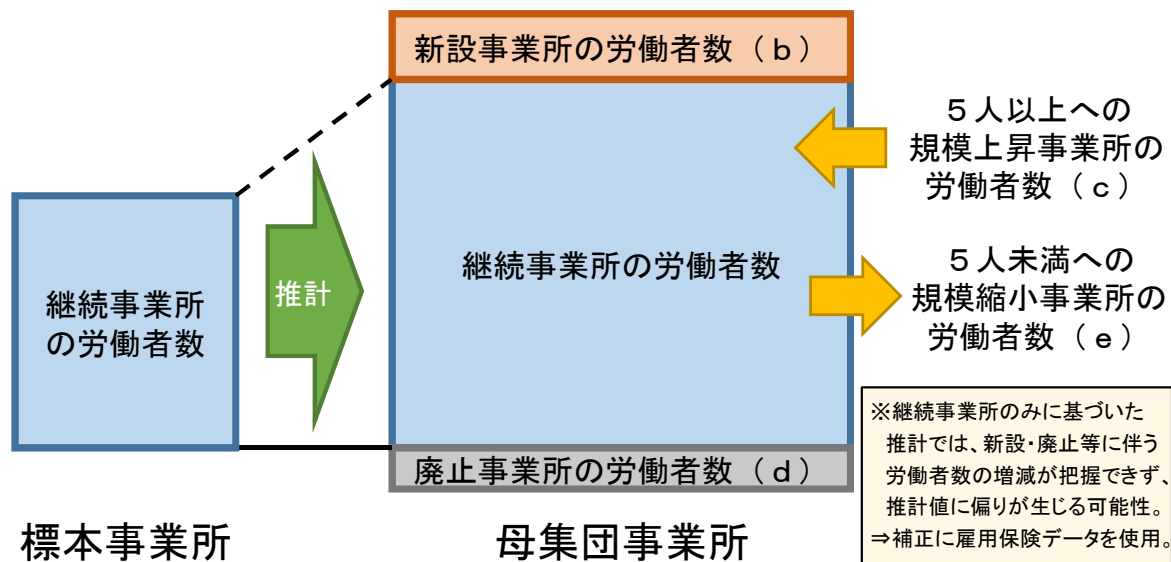 新設事業所の労働者数（ｂ）
５人以上への
規模上昇事業所の
労働者数（ｃ）
継続事業所
の労働者数
推計
継続事業所の労働者数
５人未満への
規模縮小事業所の
労働者数（ｅ）
廃止事業所の労働者数（ｄ）
※継続事業所のみに基づいた
推計では、新設・廃止等に伴う
労働者数の増減が把握できず、
推計値に偏りが生じる可能性。
⇒補正に雇用保険データを使用。
標本事業所
母集団事業所